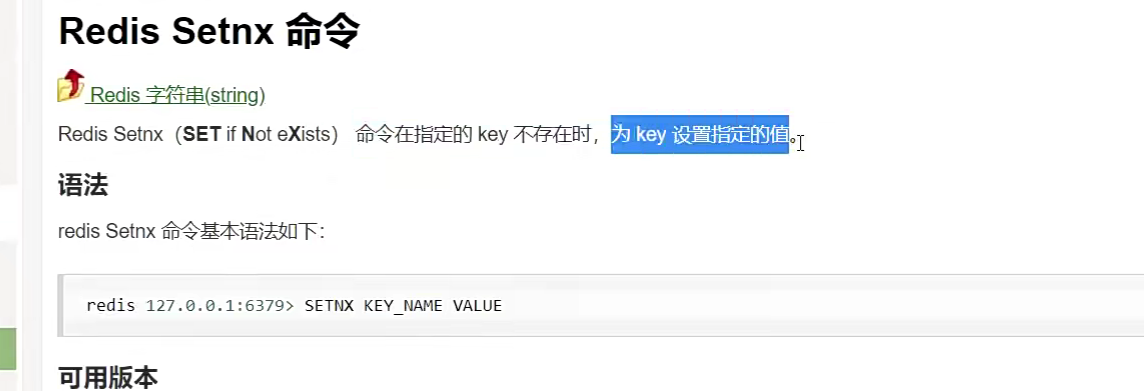 Redis Setnx 命令
Redis 字符串(string)
Redis Setnx（SET if Not eXists） 命令在指定的 key 不存在时，为 key 设置指定的值。
语法
redis Setnx 命令基本语法如下：
redis 127.0.0.1:6379> SETNX KEY_NAME VALUE
可用版本